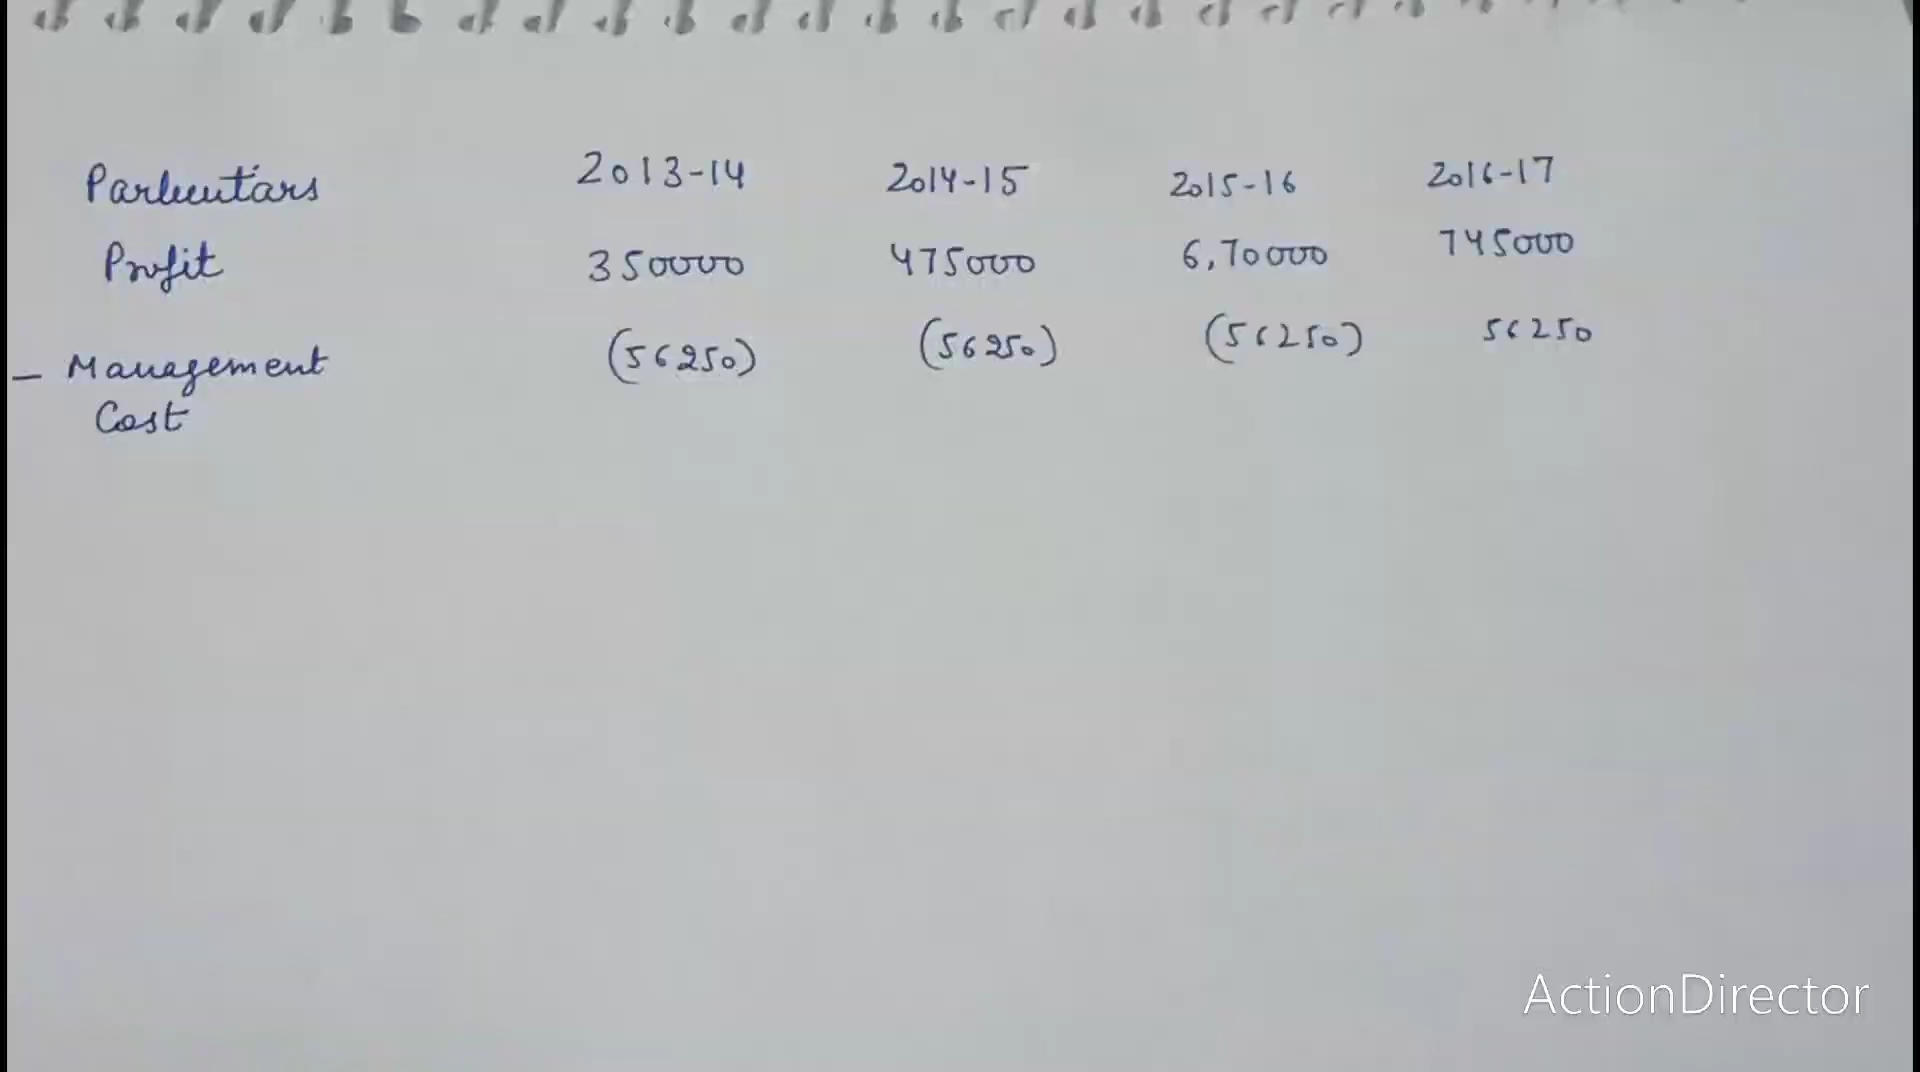 Particulars 2013-14 2014-15 2015-16 2016-17
Profit 350000 475000 6,70000 745000
- Management (56250) (56250) (56250) 56250
Cost
ActionDirector